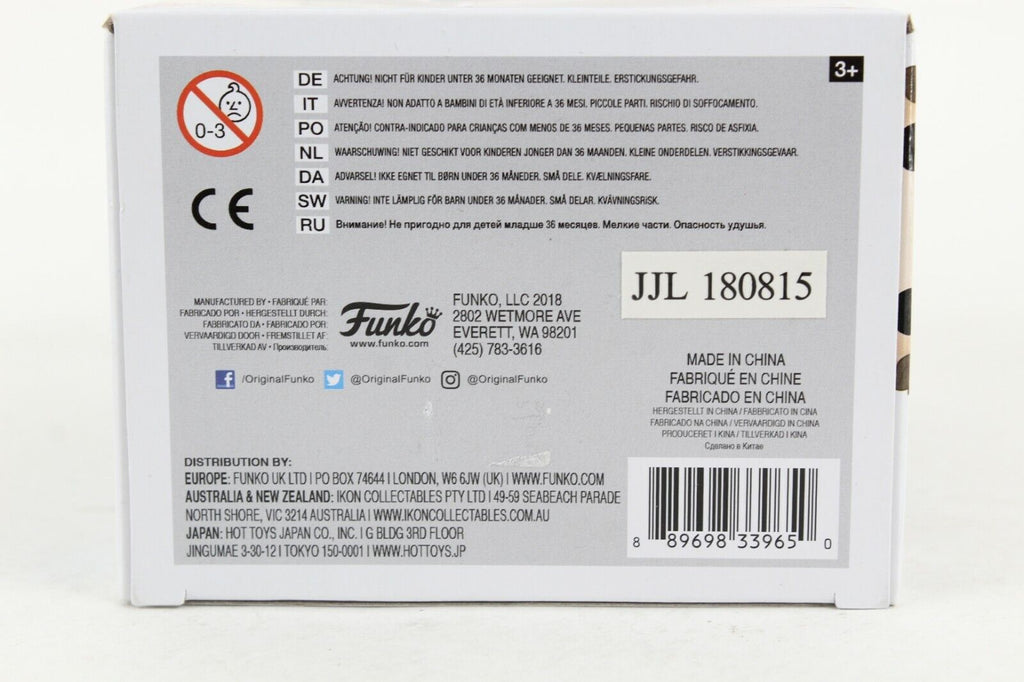 3+
0-3
DE ACHTUNG! NICHT FÜR KINDER UNTER 36 MONATEN GEEIGNET. KLEINTEILE. ERSTICKUNGSGEFAHR.
IT AVVERTENZA! NON ADATTO A BAMBINI DI ETÀ INFERIORE A 36 MESI. PICCOLE PARTI. RISCHIO DI SOFFOCAMENTO.
PO ATENÇÃO! CONTRA-INDICADO PARA CRIANÇAS COM MENOS DE 36 MESES. PEQUENAS PARTES. RISCO DE ASFIXIA.
NL WAARSCHUWING! NIET GESCHIKT VOOR KINDEREN JONGER DAN 36 MAANDEN. KLEINE ONDERDELEN. VERSTIKKINGSGEVAAR.
DA ADVARSEL! IKKE EGNET TIL BØRN UNDER 36 MÅNEDER. SMÅ DELE. KVÆLNINGSFARE.
SW VARNING! INTE LÄMPLIG FÖR BARN UNDER 36 MÅNADER. SMÅ DELAR. KVÄVNINGSRISK.
RU Внимание! Не пригодно для детей младше 36 месяцев. Мелкие части. Опасность удушья.
CE
JJL 180815
MANUFACTURED BY • FABRIQUÉ PAR:
FABRICADO POR • HERGESTELLT DURCH:
FABBRICATO DA • FABRICADO POR:
VERVAARDIGD DOOR • FREMSTILLET AF:
TILLVERKAD AV • Производитель:
Funko
www.funko.com
FUNKO, LLC 2018
2802 WETMORE AVE
EVERETT, WA 98201
(425) 783-3616
f /OriginalFunko @OriginalFunko @OriginalFunko
MADE IN CHINA
FABRIQUÉ EN CHINE
FABRICADO EN CHINA
HERGESTELLT IN CHINA / FABBRICATO IN CINA
FABRICADO NA CHINA / VERVAARDIGD IN CHINA
PRODUCERET I KINA / TILLVERKAD I KINA
Сделано в Китае
DISTRIBUTION BY:
EUROPE: FUNKO UK LTD I PO BOX 74644 I LONDON, W6 6JW (UK) I WWW.FUNKO.COM
AUSTRALIA & NEW ZEALAND: IKON COLLECTABLES PTY LTD I 49-59 SEABEACH PARADE
NORTH SHORE, VIC 3214 AUSTRALIA I WWW.IKONCOLLECTABLES.COM.AU
JAPAN: HOT TOYS JAPAN CO., INC. I G BLDG 3RD FLOOR
JINGUMAE 3-30-12 I TOKYO 150-0001 I WWW.HOTTOYS.JP
8 89698 33965 0